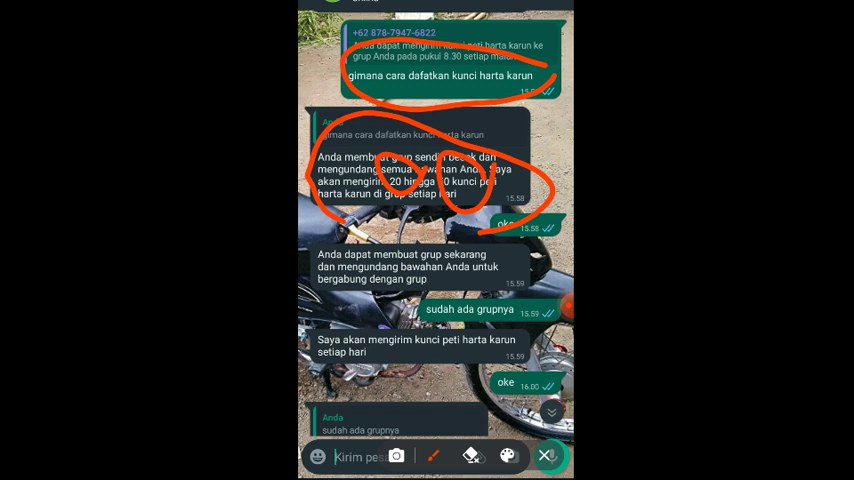 +62 878-7947-6822
Anda dapat mengirim kunci peti harta karun ke
grup Anda pada pukul 8.30 setiap malam
gimana cara dafatkan kunci harta karun
Anda
gimana cara dafatkan kunci harta karun
Anda membuat grup sendiri besok dan
mengundang semua bawahan Anda. Saya
akan mengirim 20 hingga kunci peti
harta karun di grup setiap hari
15.58
oke
15.58
Anda dapat membuat grup sekarang
dan mengundang bawahan Anda untuk
bergabung dengan grup
15.59
sudah ada grupnya
15.59
Saya akan mengirim kunci peti harta karun
setiap hari
15.59
oke
16.00
Anda
sudah ada grupnya
Kirim